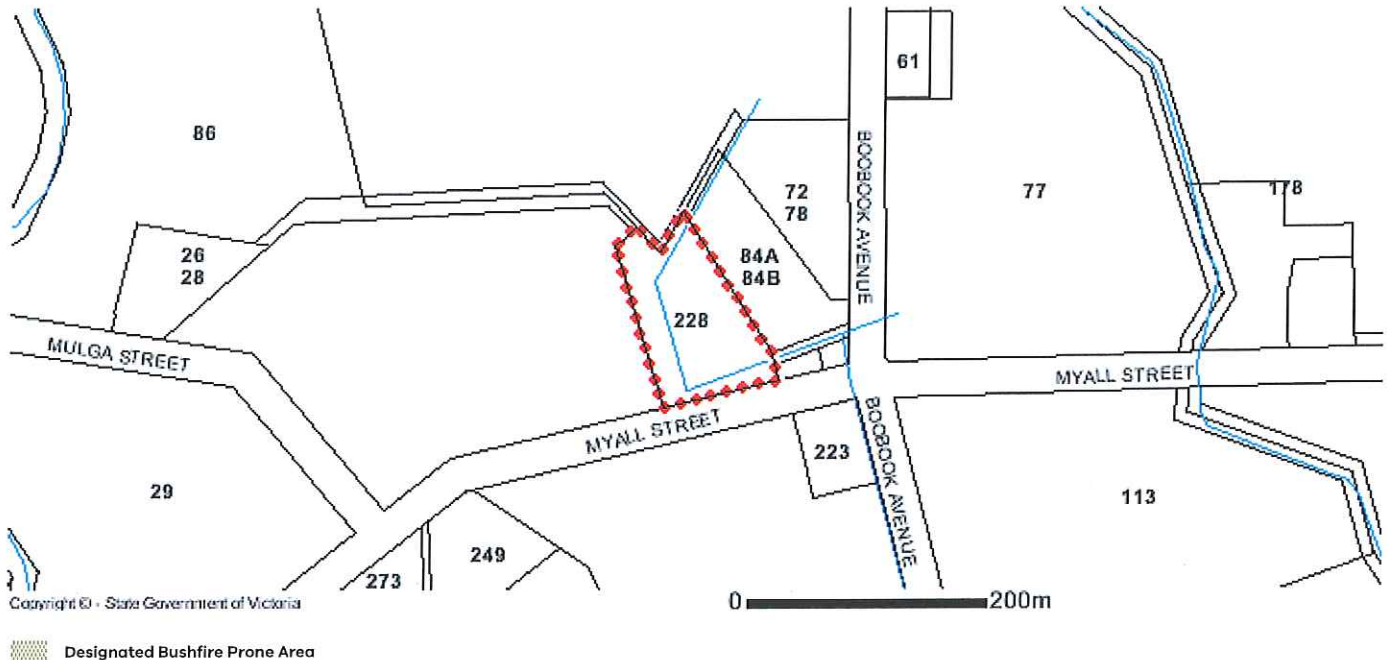 61
86
BOOBOOK AVENUE
72
78
77
178
26
28
84A
84B
228
MULGA STREET
MYALL STREET
MYALL STREET
223
BOOBOOK AVENUE
29
113
249
273
Copyright © - State Government of Victoria
0 200m
Designated Bushfire Prone Area